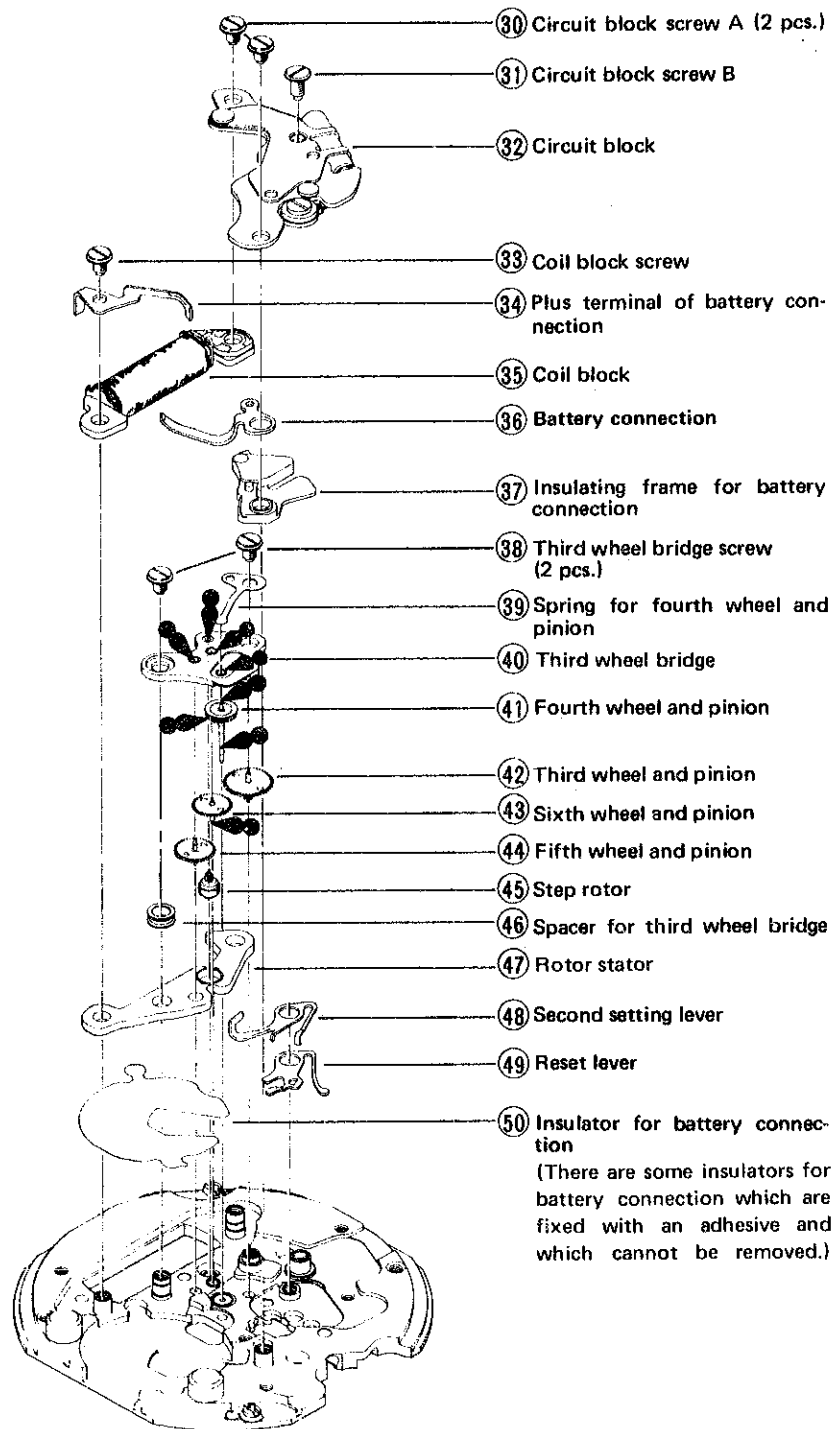 30 Circuit block screw A (2 pcs.)
31 Circuit block screw B
32 Circuit block
33 Coil block screw
34 Plus terminal of battery con-
nection
35 Coil block
36 Battery connection
37 Insulating frame for battery
connection
38 Third wheel bridge screw
(2 pcs.)
39 Spring for fourth wheel and
pinion
40 Third wheel bridge
41 Fourth wheel and pinion
42 Third wheel and pinion
43 Sixth wheel and pinion
44 Fifth wheel and pinion
45 Step rotor
46 Spacer for third wheel bridge
47 Rotor stator
48 Second setting lever
49 Reset lever
50 Insulator for battery connec-
tion
(There are some insulators for
battery connection which are
fixed with an adhesive and
which cannot be removed.)